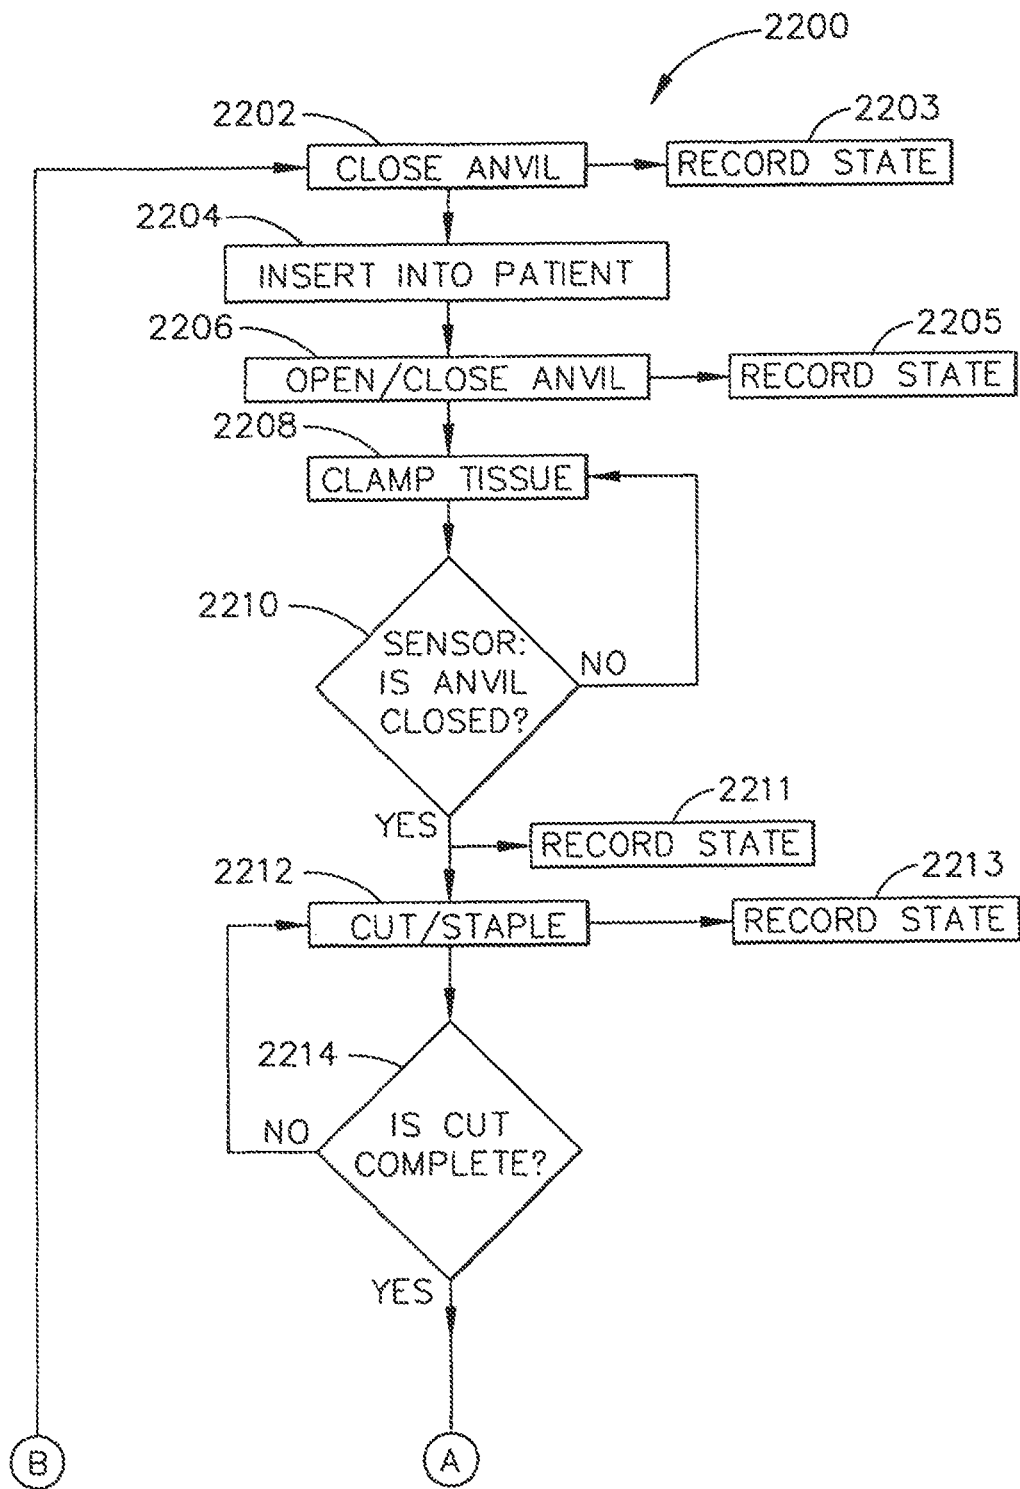 2200
2202
2203
CLOSE ANVIL
RECORD STATE
2204
INSERT INTO PATIENT
2206
2205
OPEN/CLOSE ANVIL
RECORD STATE
2208
CLAMP TISSUE
2210
SENSOR:
IS ANVIL
CLOSED?
NO
YES
2211
RECORD STATE
2212
2213
CUT/STAPLE
RECORD STATE
2214
IS CUT
COMPLETE?
NO
YES
B
A